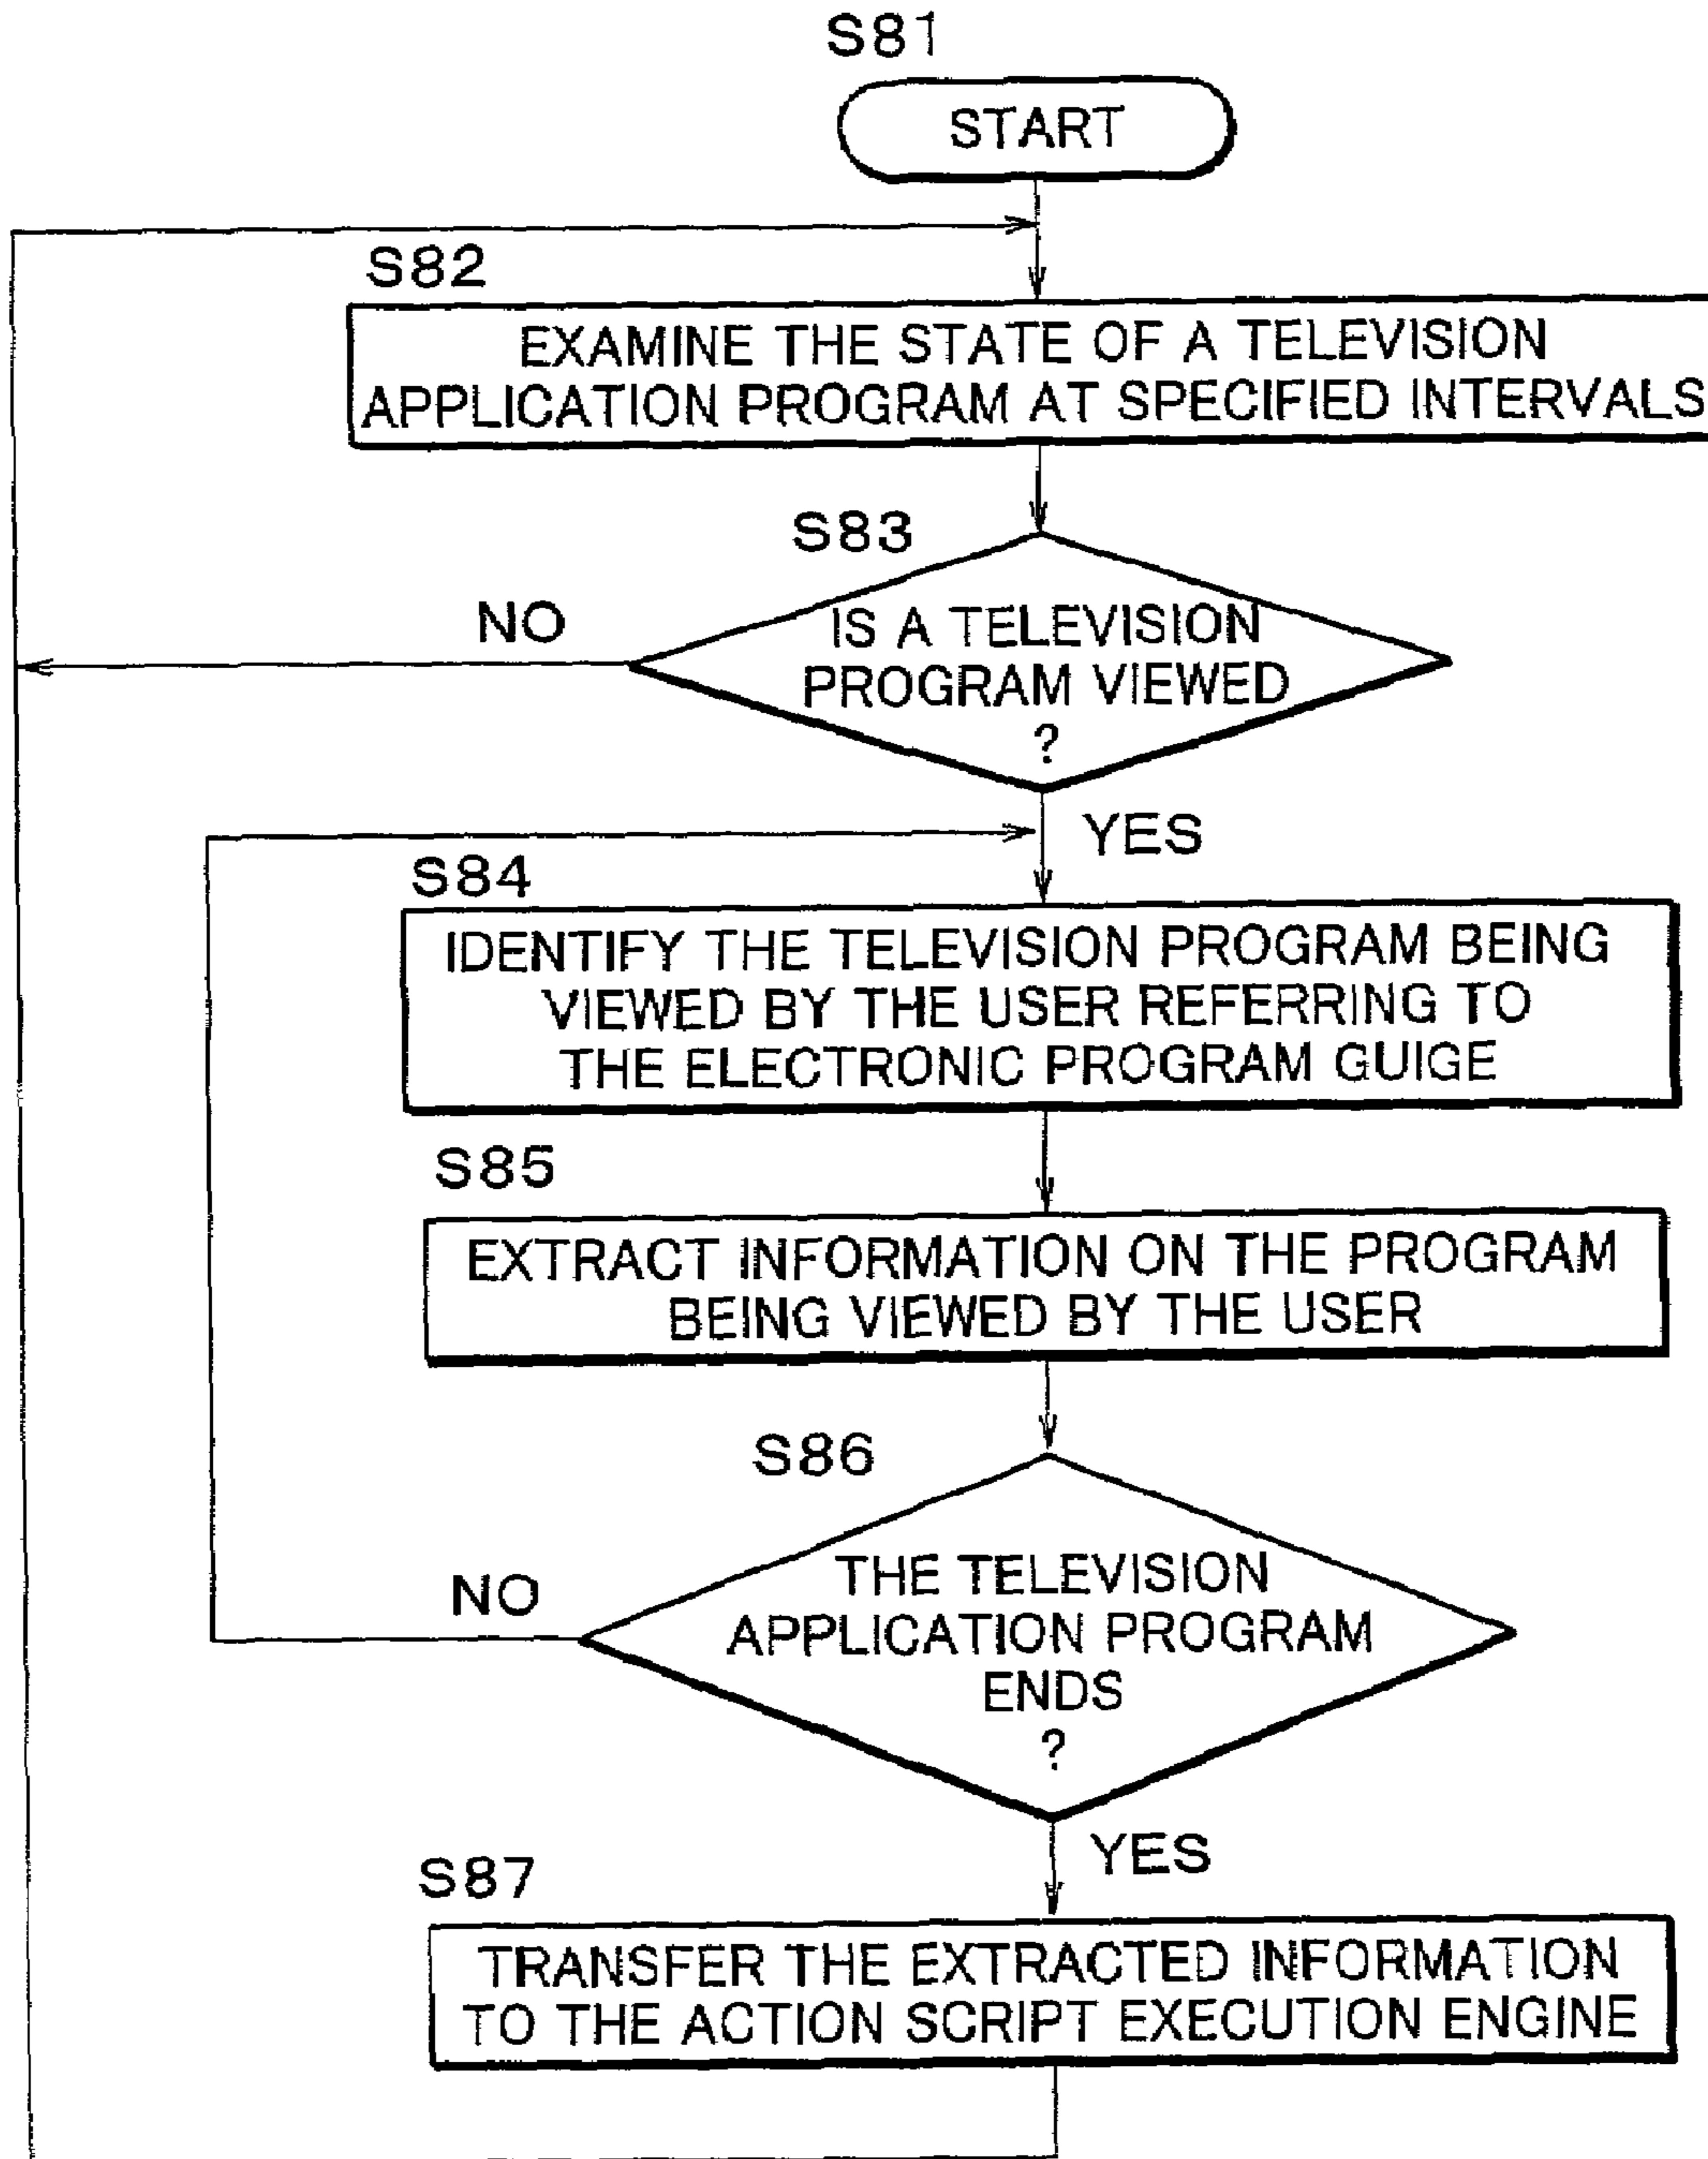 S81
START
S82
EXAMINE THE STATE OF A TELEVISION
APPLICATION PROGRAM AT SPECIFIED INTERVALS
S83
NO
IS A TELEVISION
PROGRAM VIEWED
?
YES
S84
IDENTIFY THE TELEVISION PROGRAM BEING
VIEWED BY THE USER REFERRING TO
THE ELECTRONIC PROGRAM GUIGE
S85
EXTRACT INFORMATION ON THE PROGRAM
BEING VIEWED BY THE USER
S86
NO
THE TELEVISION
APPLICATION PROGRAM
ENDS
?
YES
S87
TRANSFER THE EXTRACTED INFORMATION
TO THE ACTION SCRIPT EXECUTION ENGINE